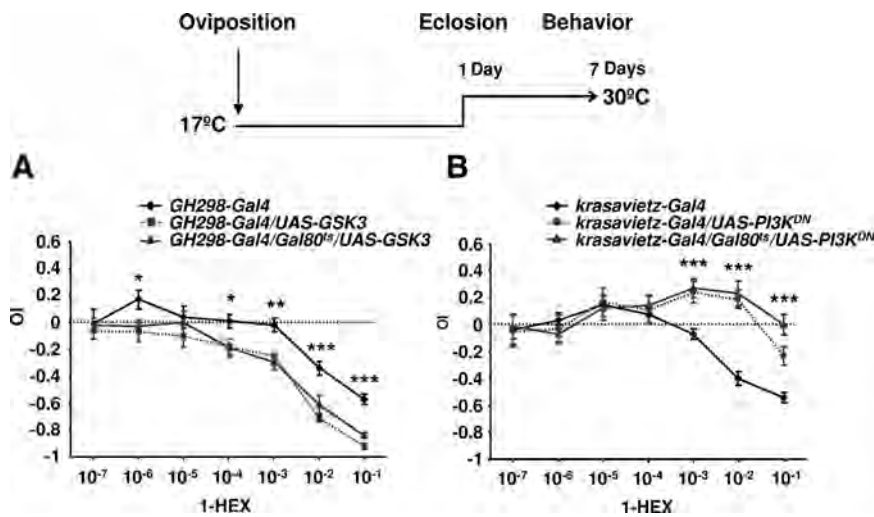 Oviposition Eclosion Behavior
1 Day 7 Days
17ºC 30ºC
A
GH298-Gal4
GH298-Gal4/UAS-GSK3
GH298-Gal4/Gal80ts/UAS-GSK3
0.6
0.4
0.2
0
-0.2
-0.4
-0.6
-0.8
-1
OI
* * ** *** ***
10-7 10-6 10-5 10-4 10-3 10-2 10-1
1-HEX
B
krasavietz-Gal4
krasavietz-Gal4/UAS-PI3KDN
krasavietz-Gal4/Gal80ts/UAS-PI3KDN
0.6
0.4
0.2
0
-0.2
-0.4
-0.6
-0.8
-1
OI
*** *** ***
10-7 10-6 10-5 10-4 10-3 10-2 10-1
1-HEX